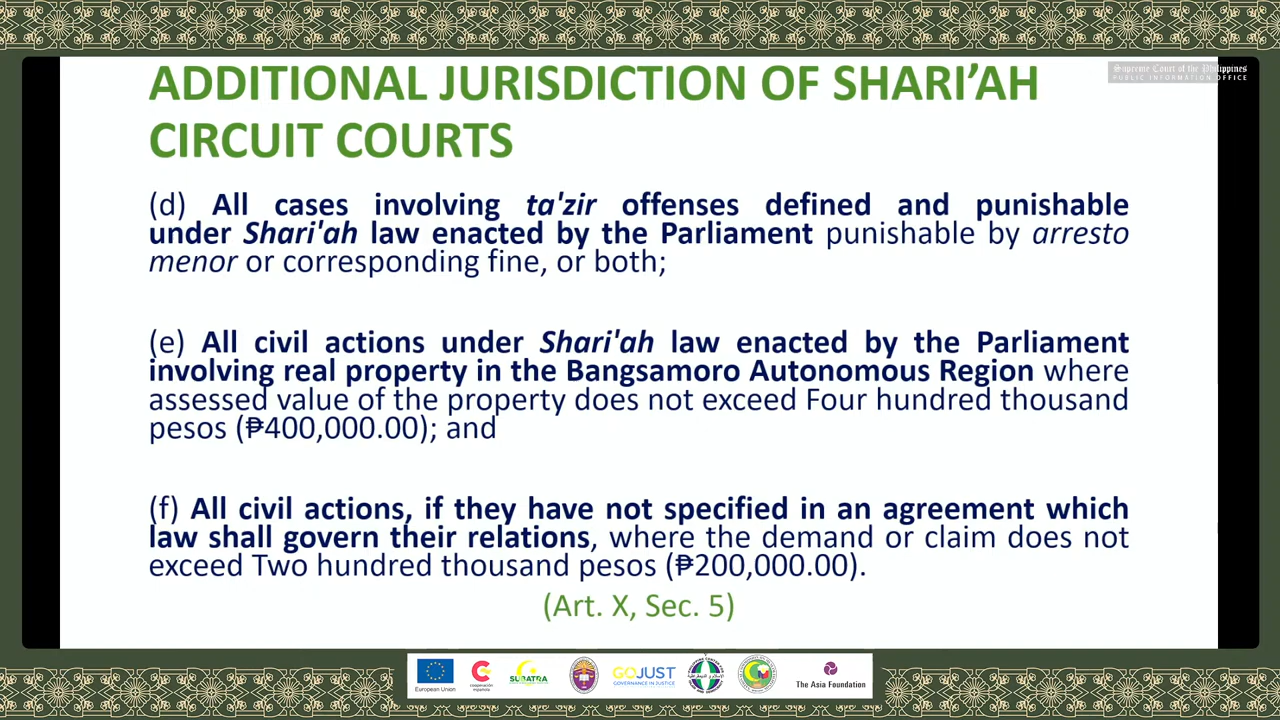 Supreme Court of the Philippines
PUBLIC INFORMATION OFFICE
ADDITIONAL JURISDICTION OF SHARI’AH
CIRCUIT COURTS
(d) All cases involving ta'zir offenses defined and punishable
under Shari'ah law enacted by the Parliament punishable by arresto
menor or corresponding fine, or both;
(e) All civil actions under Shari'ah law enacted by the Parliament
involving real property in the Bangsamoro Autonomous Region where
assessed value of the property does not exceed Four hundred thousand
pesos (₱400,000.00); and
(f) All civil actions, if they have not specified in an agreement which
law shall govern their relations, where the demand or claim does not
exceed Two hundred thousand pesos (₱200,000.00).
(Art. X, Sec. 5)
European Union
cooperación
española
SUBATRA
GOJUST
GOVERNANCE IN JUSTICE
The Asia Foundation